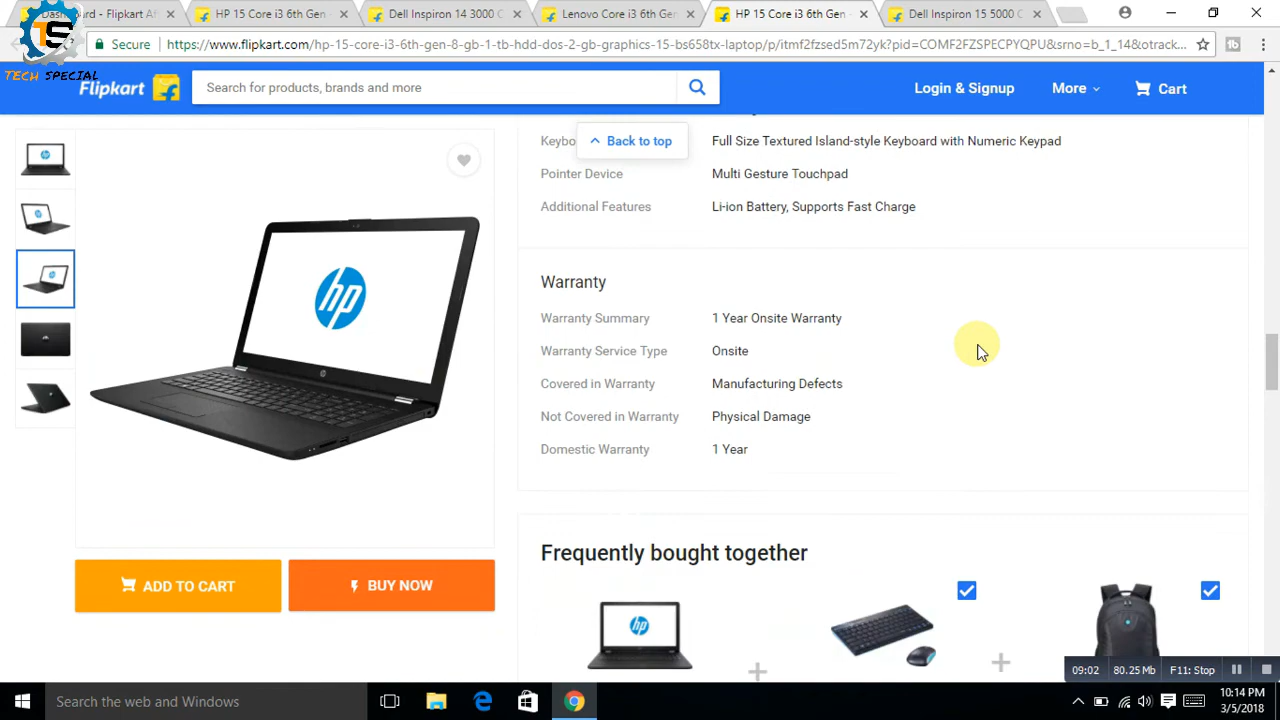 Dashboard - Flipkart Af
HP 15 Core i3 6th Gen
Dell Inspiron 14 300
Lenovo Core i3 6th Gen
HP 15 Core i3 6th Gen
Dell Inspiron 15 5000 C
Secure
https://www.flipkart.com/hp-15-core-i3-6th-gen-8-gb-1-tb-hdd-dos-2-gb-graphics-15-bs658tx-laptop/p/itmf2fzsed5m72yk?pid=COMF2FZSPECPYQPU&srno=b_1_14&otrack...
TS
TECH SPECIAL
Flipkart
Search for products, brands and more
Login & Signup
More
Cart
Back to top
Keybo
Full Size Textured Island-style Keyboard with Numeric Keypad
Pointer Device
Multi Gesture Touchpad
Additional Features
Li-ion Battery, Supports Fast Charge
Warranty
Warranty Summary
1 Year Onsite Warranty
Warranty Service Type
Onsite
Covered in Warranty
Manufacturing Defects
Not Covered in Warranty
Physical Damage
Domestic Warranty
1 Year
hp
ADD TO CART
BUY NOW
Frequently bought together
09:02
80.25 Mb
F11: Stop
Search the web and Windows
10:14 PM
3/5/2018